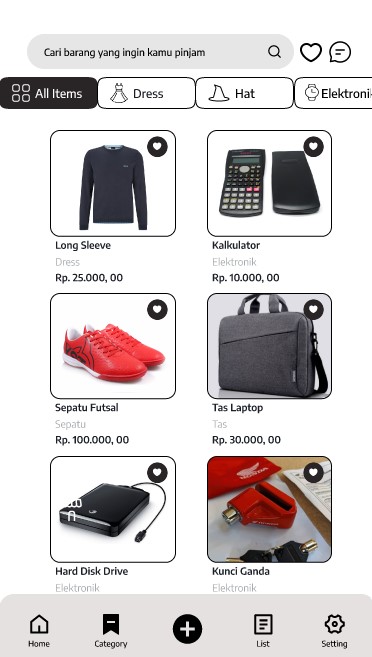 Cari barang yang ingin kamu pinjam
All Items
Dress
Hat
Elektroni
Long Sleeve
Dress
Rp. 25.000, 00
Kalkulator
Elektronik
Rp. 10.000, 00
Sepatu Futsal
Sepatu
Rp. 100.000, 00
Tas Laptop
Tas
Rp. 30.000, 00
Hard Disk Drive
Elektronik
Kunci Ganda
Elektronik
Home
Category
List
Setting